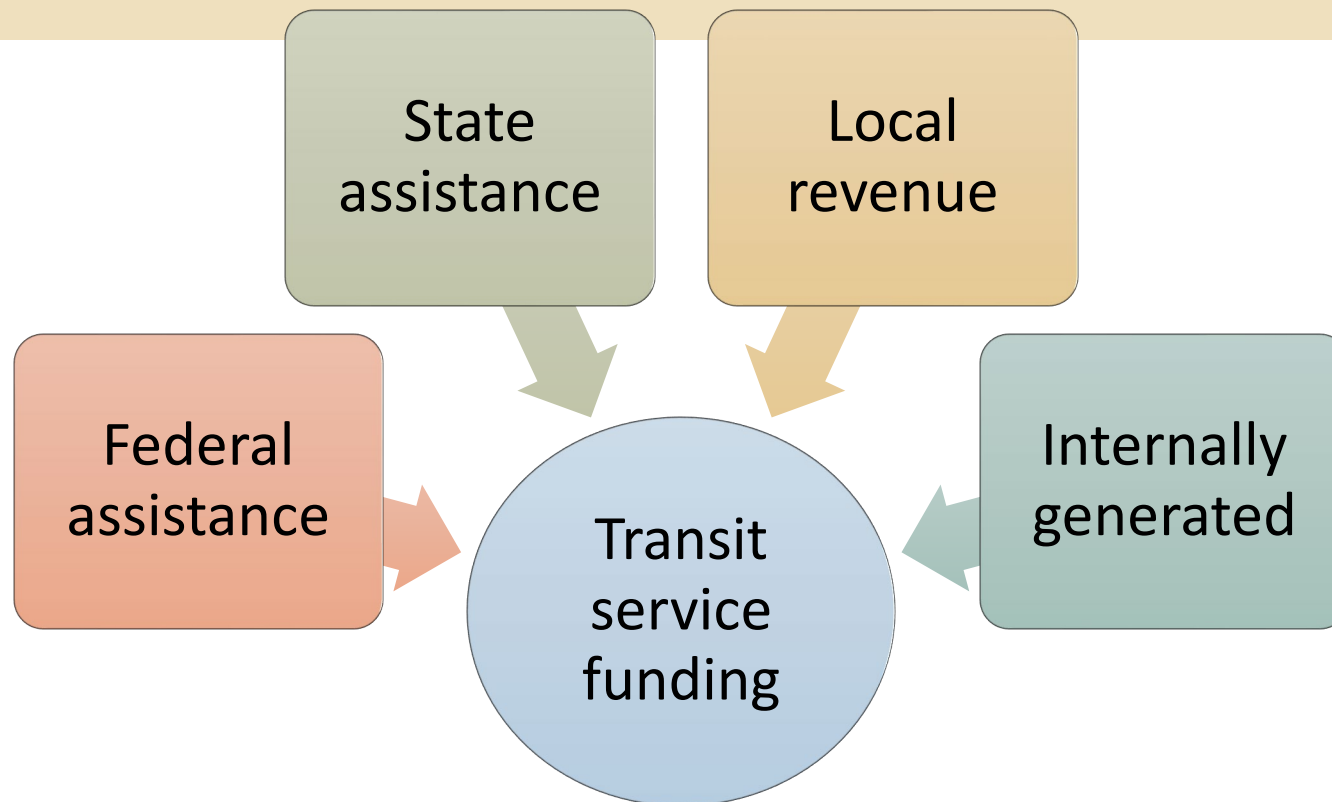 State
assistance
Local
revenue
Federal
assistance
Internally
generated
Transit
service
funding